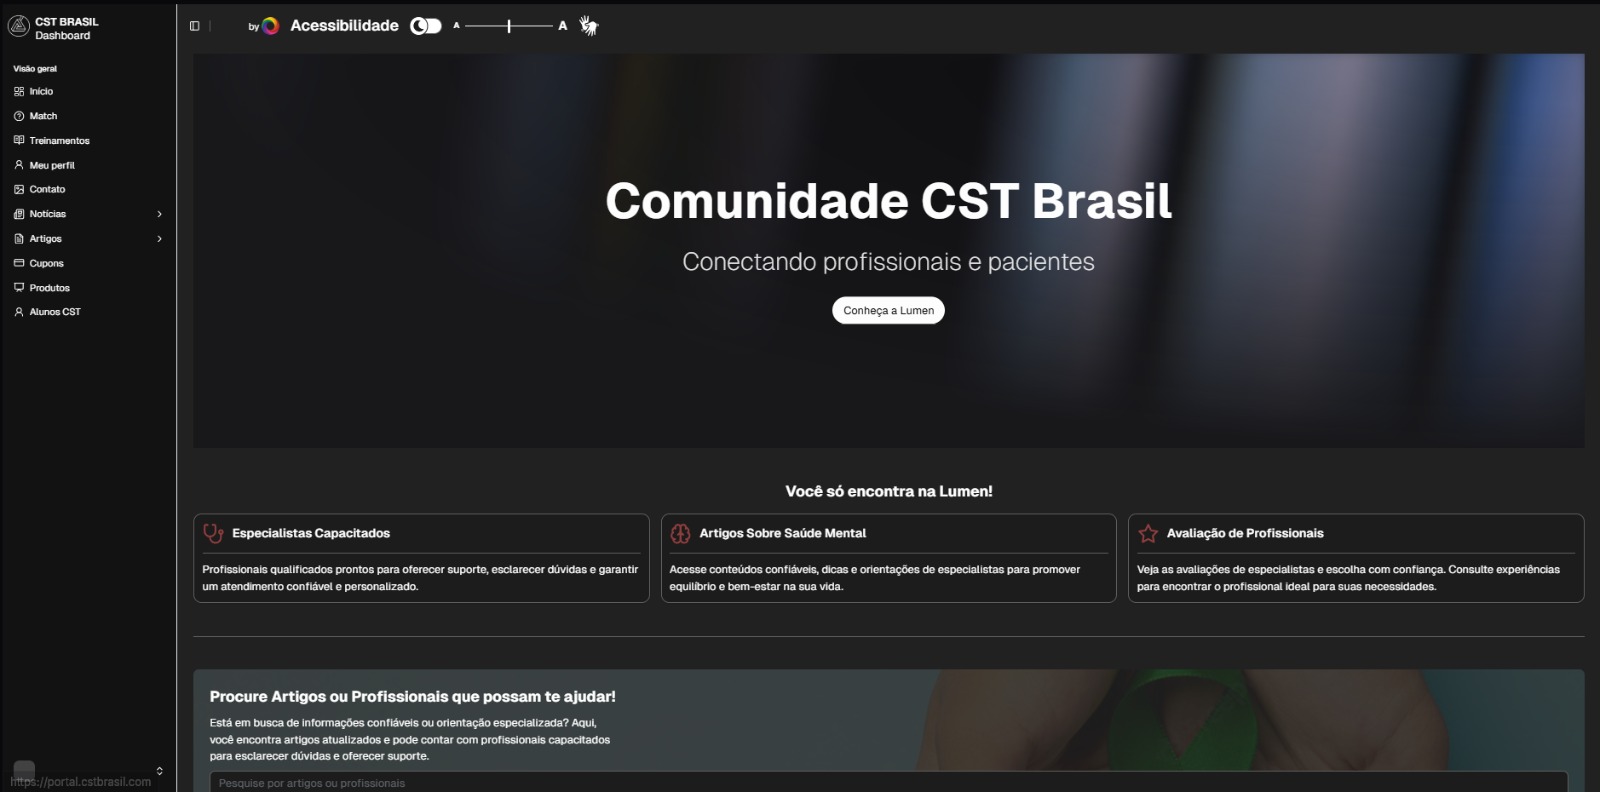 CST BRASIL
Dashboard
Visão geral
Início
Match
Treinamentos
Meu perfil
Contato
Notícias
Artigos
Cupons
Produtos
Alunos CST
https://portal.cstbrasil.com
by Acessibilidade A A
Comunidade CST Brasil
Conectando profissionais e pacientes
Conheça a Lumen
Você só encontra na Lumen!
Especialistas Capacitados
Profissionais qualificados prontos para oferecer suporte, esclarecer dúvidas e garantir
um atendimento confiável e personalizado.
Artigos Sobre Saúde Mental
Acesse conteúdos confiáveis, dicas e orientações de especialistas para promover
equilíbrio e bem-estar na sua vida.
Avaliação de Profissionais
Veja as avaliações de especialistas e escolha com confiança. Consulte experiências
para encontrar o profissional ideal para suas necessidades.
Procure Artigos ou Profissionais que possam te ajudar!
Está em busca de informações confiáveis ou orientação especializada? Aqui,
você encontra artigos atualizados e pode contar com profissionais capacitados
para esclarecer dúvidas e oferecer suporte.
Pesquise por artigos ou profissionais